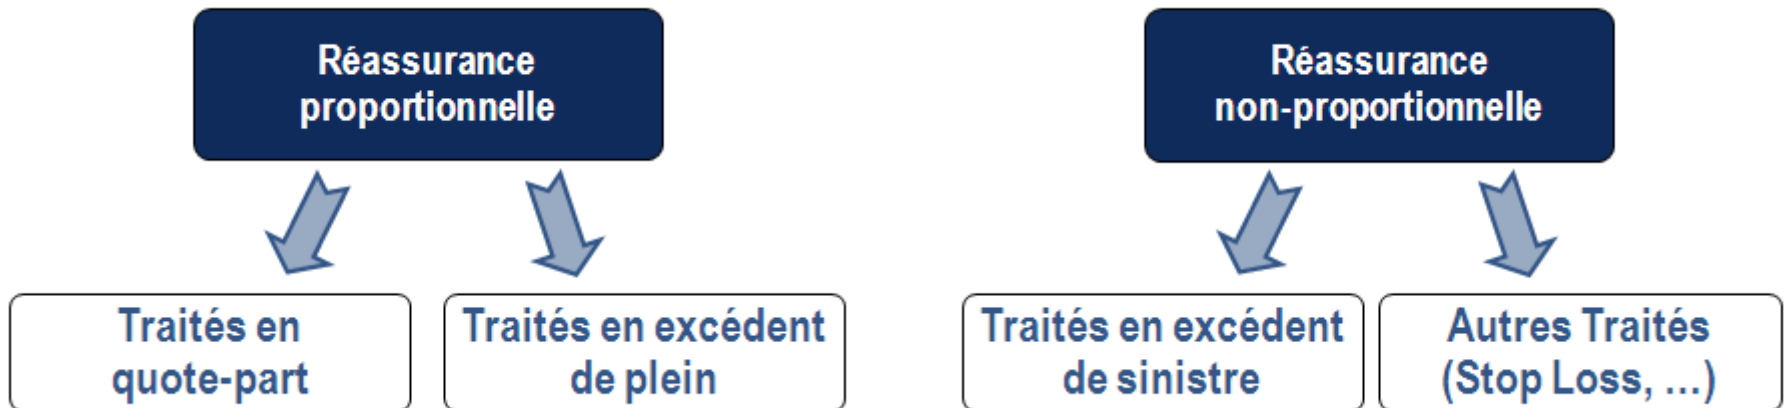 Réassurance
proportionnelle
Réassurance
non-proportionnelle
Traités en
quote-part
Traités en excédent
de plein
Traités en excédent
de sinistre
Autres Traités
(Stop Loss, ...)